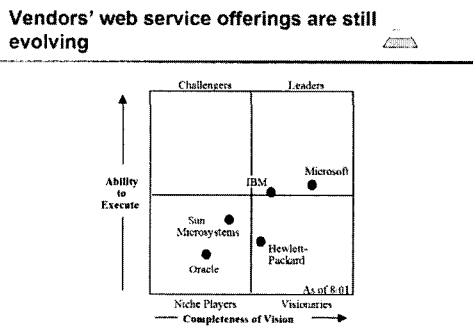 Vendors' web service offerings are still
evolving
Challengers
Leaders
Microsoft
IBM
Ability
to
Execute
Sun
Microsystems
Hewlett-
Packard
Oracle
As of 8/01
Niche Players
Visionaries
Completeness of Vision